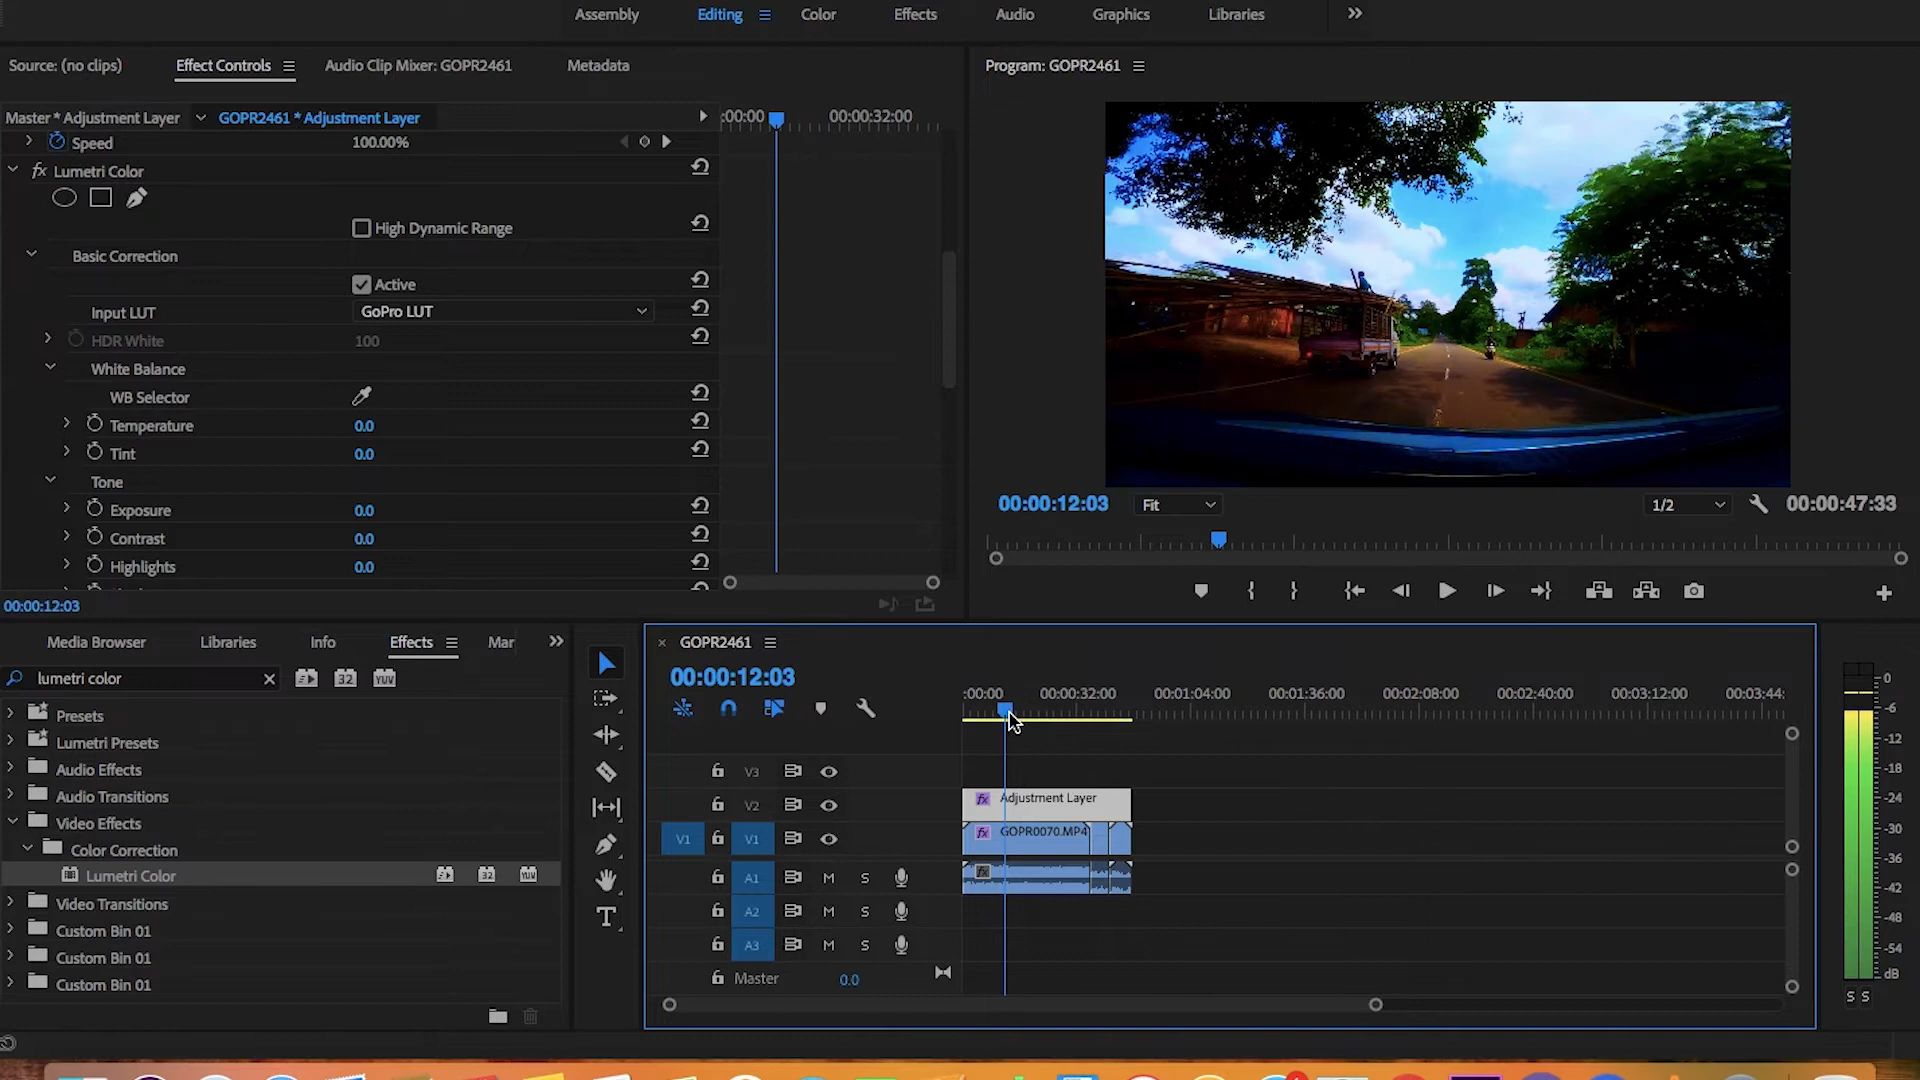 Assembly Editing Color Effects Audio Graphics Libraries
Source: (no clips) Effect Controls Audio Clip Mixer: GOPR2461 Metadata
Master * Adjustment Layer GOPR2461 * Adjustment Layer
:00:00 00:00:32:00
Speed 100.00%
fx Lumetri Color
High Dynamic Range
Basic Correction
Active
Input LUT GoPro LUT
HDR White 100
White Balance
WB Selector
Temperature 0.0
Tint 0.0
Tone
Exposure 0.0
Contrast 0.0
Highlights 0.0
00:00:12:03
Program: GOPR2461
00:00:12:03 Fit 1/2 00:00:47:33
Media Browser Libraries Info Effects Mar
lumetri color
32 YUV
Presets
Lumetri Presets
Audio Effects
Audio Transitions
Video Effects
Color Correction
Lumetri Color 32 YUV
Video Transitions
Custom Bin 01
Custom Bin 01
Custom Bin 01
T
× GOPR2461
00:00:12:03
:00:00 00:00:32:00 00:01:04:00 00:01:36:00 00:02:08:00 00:02:40:00 00:03:12:00 00:03:44:
V3
V2 fx Adjustment Layer
V1 V1 fx GOPR0070.MP4
A1 M S fx
A2 M S
A3 M S
Master 0.0
0
-6
-12
-18
-24
-30
-36
-42
-48
-54
dB
S S